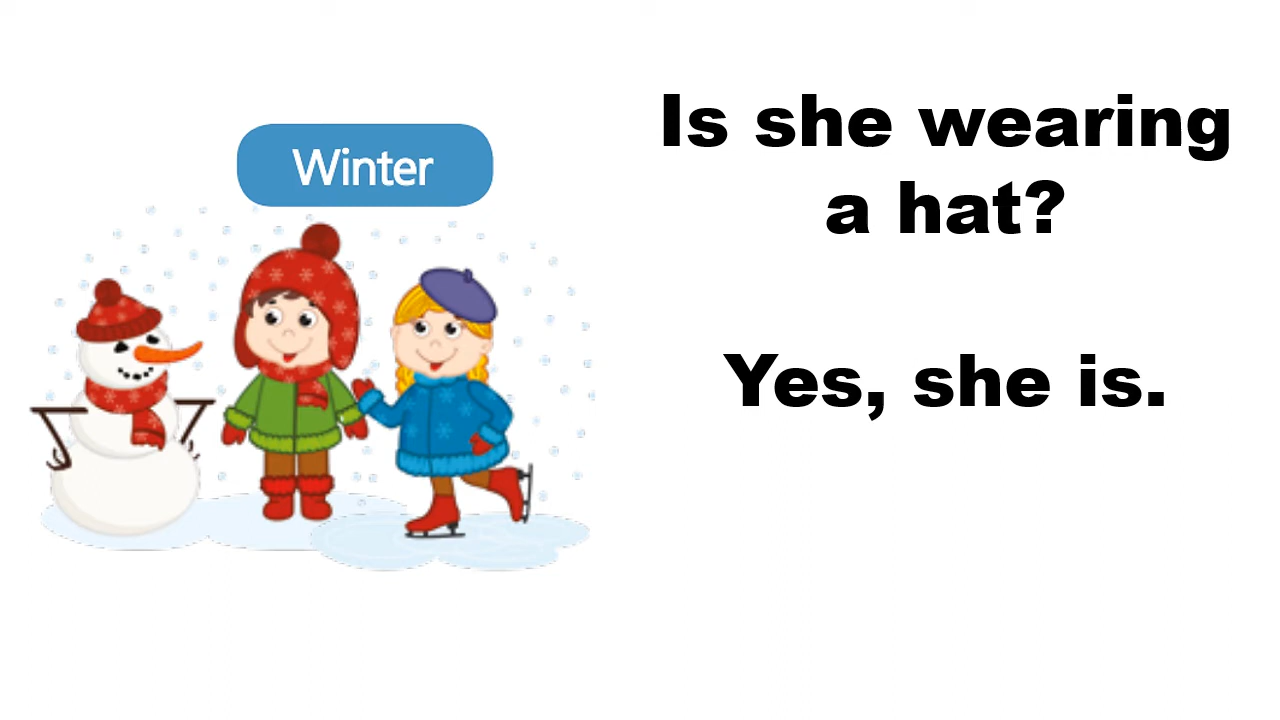 Winter
Is she wearing
a hat?
Yes, she is.